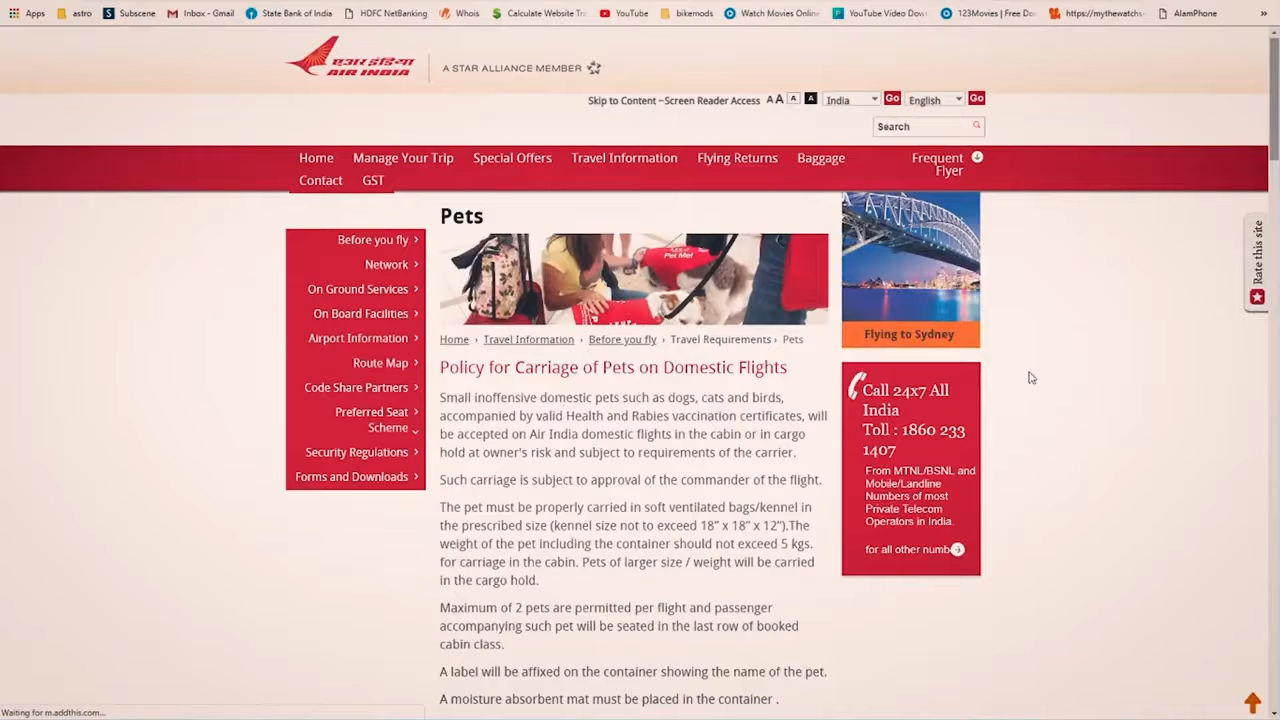 Apps
astro
Subscene
Inbox - Gmail
State Bank of India
HDFC NetBanking
Whois
Calculate Website Tr
YouTube
bikemods
Watch Movies Onlin
YouTube Video Dow
123Movies | Free Do
https://mythewatchs
AlamPhone
»
एअर इंडिया
AIR INDIA
A STAR ALLIANCE MEMBER
Skip to Content –Screen Reader Access A A A A India Go English Go
Search
Home Manage Your Trip Special Offers Travel Information Flying Returns Baggage Frequent Flyer
Contact GST
Before you fly
Network
On Ground Services
On Board Facilities
Airport Information
Route Map
Code Share Partners
Preferred Seat
Scheme
Security Regulations
Forms and Downloads
Pets
Pet Me!
Home › Travel Information › Before you fly › Travel Requirements › Pets
Policy for Carriage of Pets on Domestic Flights
Small inoffensive domestic pets such as dogs, cats and birds,
accompanied by valid Health and Rabies vaccination certificates, will
be accepted on Air India domestic flights in the cabin or in cargo
hold at owner's risk and subject to requirements of the carrier.
Such carriage is subject to approval of the commander of the flight.
The pet must be properly carried in soft ventilated bags/kennel in
the prescribed size (kennel size not to exceed 18” x 18” x 12”).The
weight of the pet including the container should not exceed 5 kgs.
for carriage in the cabin. Pets of larger size / weight will be carried
in the cargo hold.
Maximum of 2 pets are permitted per flight and passenger
accompanying such pet will be seated in the last row of booked
cabin class.
A label will be affixed on the container showing the name of the pet.
A moisture absorbent mat must be placed in the container .
Flying to Sydney
Call 24x7 All
India
Toll : 1860 233
1407
From MTNL/BSNL and
Mobile/Landline
Numbers of most
Private Telecom
Operators in India.
for all other numb
Rate this site
Waiting for m.addthis.com...